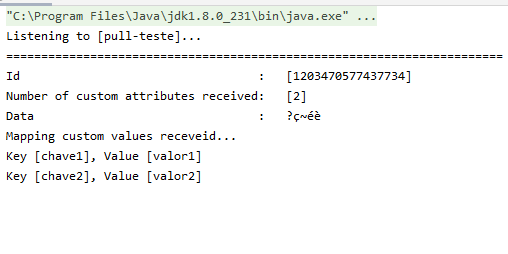 "C:\Program Files\Java\jdk1.8.0_231\bin\java.exe" ...
Listening to [pull-teste]...
=======================================================================
Id                                  :   [1203470577437734]
Number of custom attributes received:   [2]
Data                                :   ?ç~éè
Mapping custom values receveid...
Key [chave1], Value [valor1]
Key [chave2], Value [valor2]